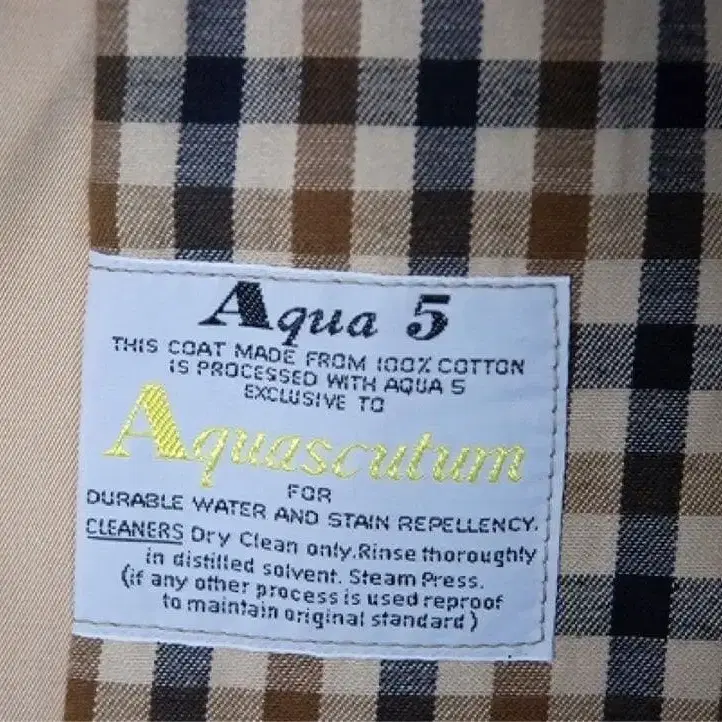 Aqua 5
THIS COAT MADE FROM 100% COTTON
IS PROCESSED WITH AQUA 5
EXCLUSIVE TO
Aquascutum
FOR
DURABLE WATER AND STAIN REPELLENCY.
CLEANERS Dry Clean only.Rinse thoroughly
in distilled solvent. Steam Press.
(if any other process is used reproof
to maintain original standard)